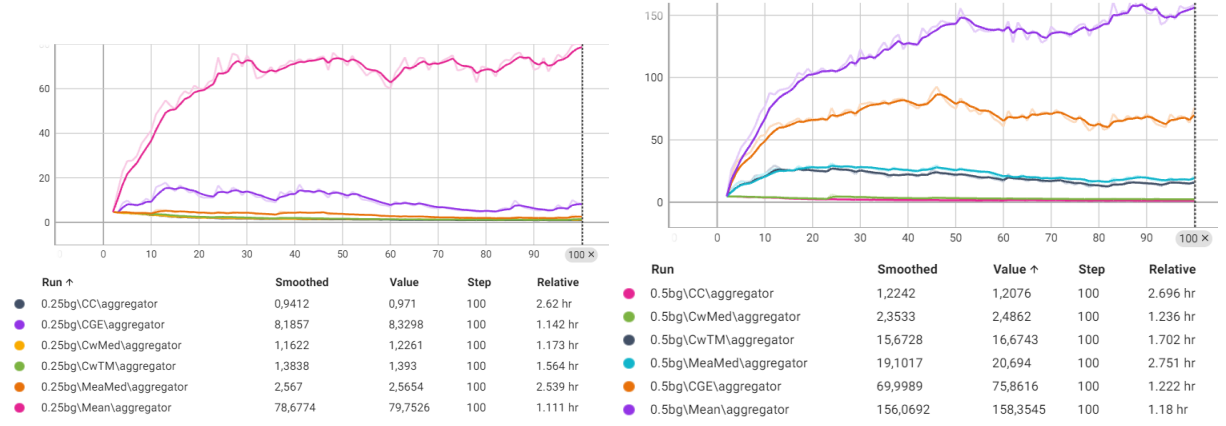 60
40
20
0
0 10 20 30 40 50 60 70 80 90 100 ✕
Run ↑ Smoothed Value Step Relative
0.25bg\CC\aggregator 0,9412 0,971 100 2.62 hr
0.25bg\CGE\aggregator 8,1857 8,3298 100 1.142 hr
0.25bg\CwMed\aggregator 1,1622 1,2261 100 1.173 hr
0.25bg\CwTM\aggregator 1,3838 1,393 100 1.564 hr
0.25bg\MeaMed\aggregator 2,567 2,5654 100 2.539 hr
0.25bg\Mean\aggregator 78,6774 79,7526 100 1.111 hr
150
100
50
0
0 10 20 30 40 50 60 70 80 90 100 ✕
Run Smoothed Value ↑ Step Relative
0.5bg\CC\aggregator 1,2242 1,2076 100 2.696 hr
0.5bg\CwMed\aggregator 2,3533 2,4862 100 1.236 hr
0.5bg\CwTM\aggregator 15,6728 16,6743 100 1.702 hr
0.5bg\MeaMed\aggregator 19,1017 20,694 100 2.751 hr
0.5bg\CGE\aggregator 69,9989 75,8616 100 1.222 hr
0.5bg\Mean\aggregator 156,0692 158,3545 100 1.18 hr